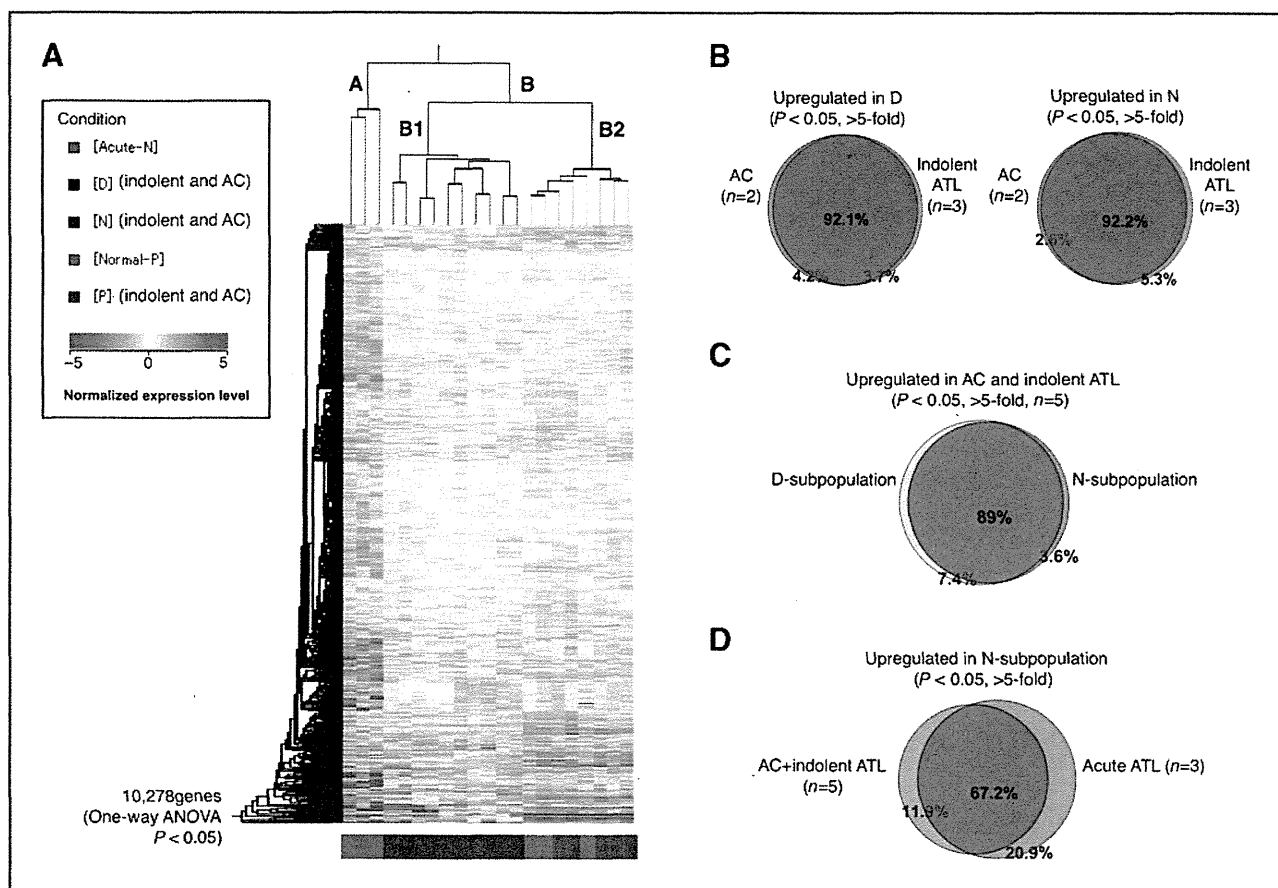 A
A
B
B1
B2
Condition
[Acute-N]
[D] (indolent and AC)
[N] (indolent and AC)
[Normal-P]
[P] (indolent and AC)
−5 0 5
Normalized expression level
10,278genes
(One-way ANOVA
P < 0.05)
B
Upregulated in D
(P < 0.05, >5-fold)
AC
(n=2)
Indolent
ATL
(n=3)
92.1%
4.2%
3.7%
Upregulated in N
(P < 0.05, >5-fold)
AC
(n=2)
Indolent
ATL
(n=3)
92.2%
5.3%
C
Upregulated in AC and indolent ATL
(P < 0.05, >5-fold, n=5)
D-subpopulation
N-subpopulation
89%
3.6%
7.4%
D
Upregulated in N-subpopulation
(P < 0.05, >5-fold)
AC+indolent ATL
(n=5)
Acute ATL (n=3)
67.2%
11.9%
20.9%